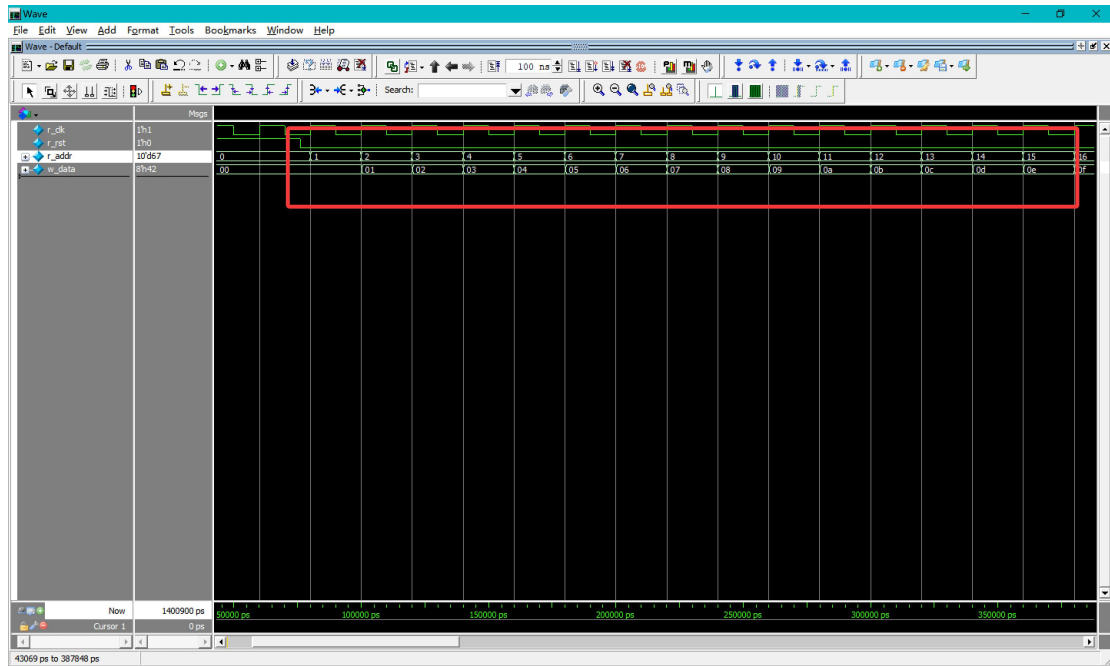 Wave
File Edit View Add Format Tools Bookmarks Window Help
Wave - Default
100 ns
Search:
Msgs
r_clk 1'h1
r_rst 1'h0
r_addr 10'd67 0 1 2 3 4 5 6 7 8 9 10 11 12 13 14 15 16
w_data 8'h42 00 01 02 03 04 05 06 07 08 09 0a 0b 0c 0d 0e 0f
Now 1400900 ps 50000 ps 100000 ps 150000 ps 200000 ps 250000 ps 300000 ps 350000 ps
Cursor 1 0 ps
43069 ps to 387848 ps